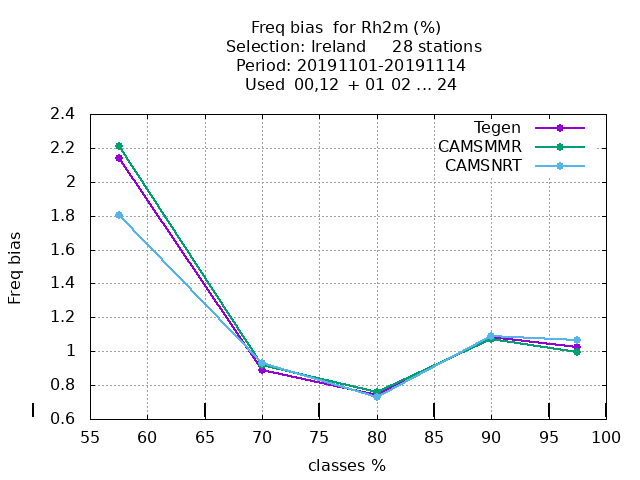 Freq bias for Rh2m (%)
Selection: Ireland 28 stations
Period: 20191101-20191114
Used 00,12 + 01 02 ... 24
Tegen
CAMSMMR
CAMSNRT
2.4
2.2
2
1.8
1.6
1.4
1.2
1
0.8
0.6
Freq bias
55 60 65 70 75 80 85 90 95 100
classes %